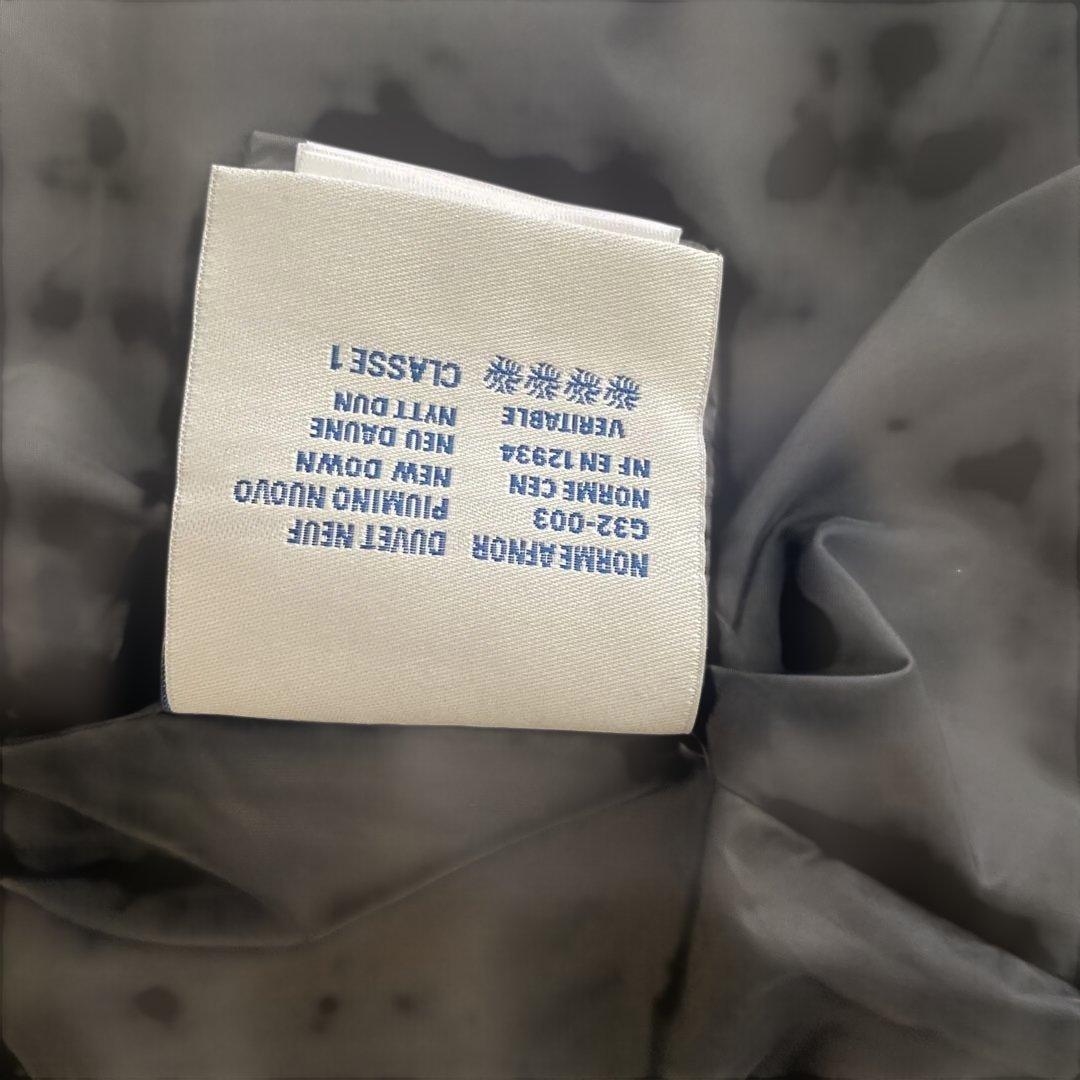 NORME AFNOR DUVET NEUF
G32-003 PIUMINO NUOVO
NORME CEN NEW DOWN
NF EN 12934 NEU DAUNE
VERITABLE NYTT DUN
CLASSE 1